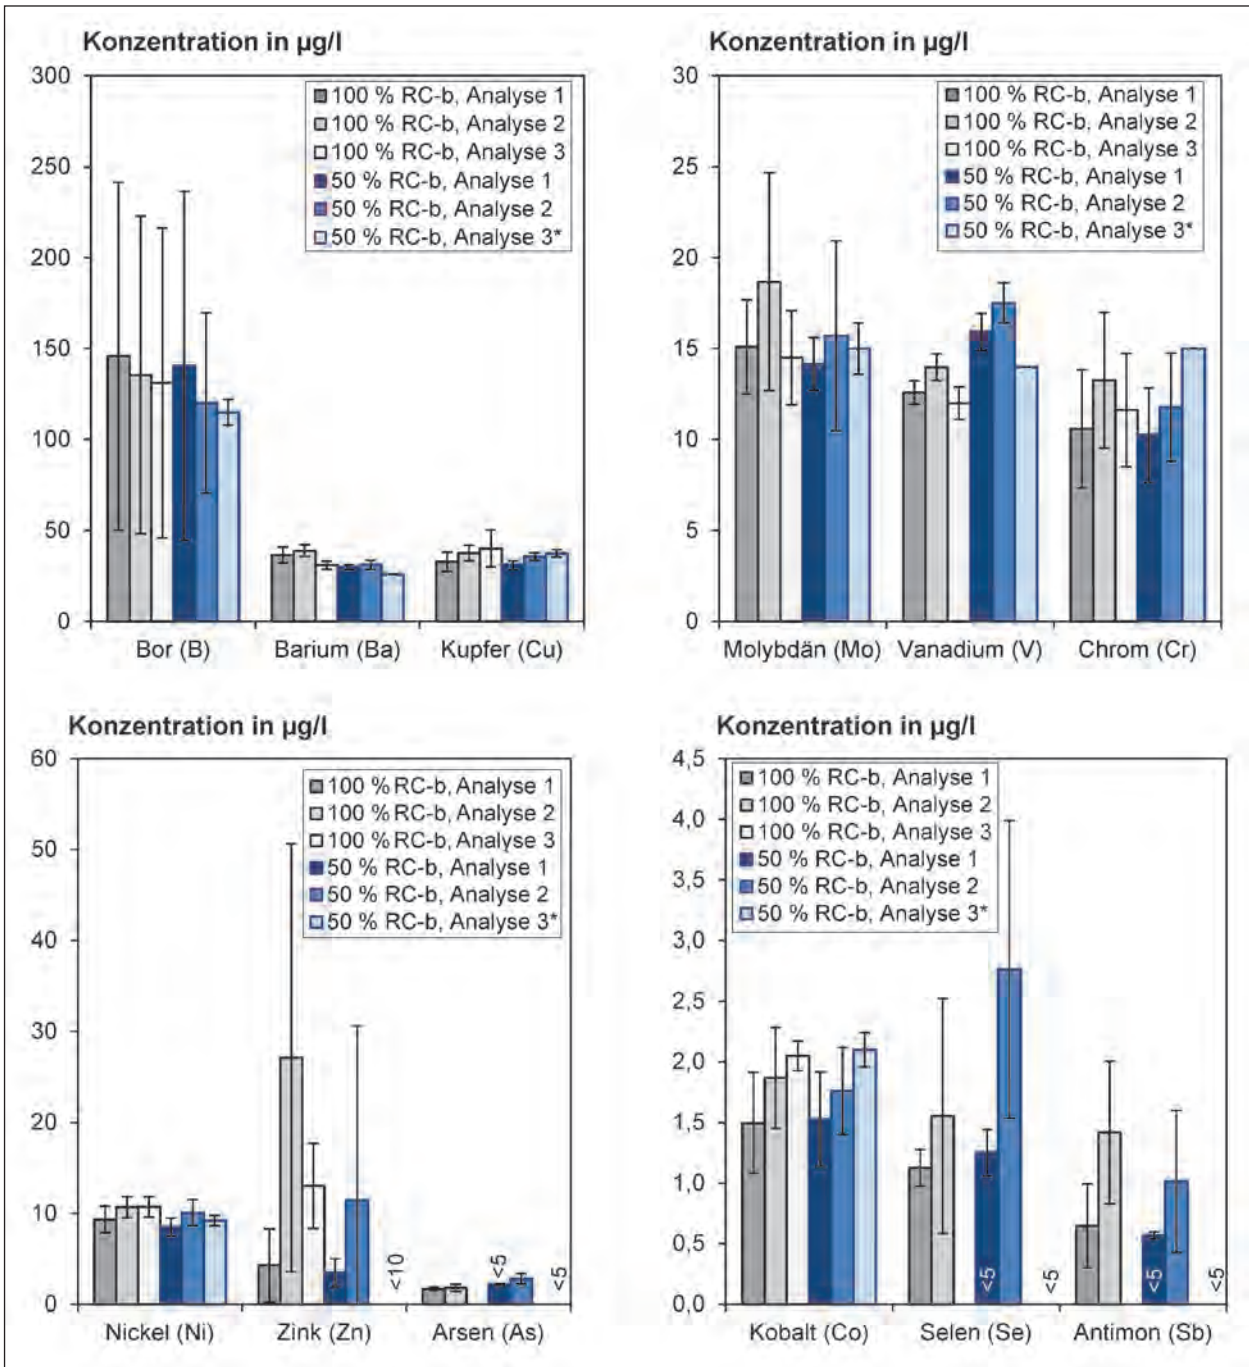 Konzentration in µg/l
300
250
200
150
100
50
0
100 % RC-b, Analyse 1
100 % RC-b, Analyse 2
100 % RC-b, Analyse 3
50 % RC-b, Analyse 1
50 % RC-b, Analyse 2
50 % RC-b, Analyse 3*
Bor (B)
Barium (Ba)
Kupfer (Cu)
Konzentration in µg/l
30
25
20
15
10
5
0
100 % RC-b, Analyse 1
100 % RC-b, Analyse 2
100 % RC-b, Analyse 3
50 % RC-b, Analyse 1
50 % RC-b, Analyse 2
50 % RC-b, Analyse 3*
Molybdän (Mo)
Vanadium (V)
Chrom (Cr)
Konzentration in µg/l
60
50
40
30
20
10
0
100 % RC-b, Analyse 1
100 % RC-b, Analyse 2
100 % RC-b, Analyse 3
50 % RC-b, Analyse 1
50 % RC-b, Analyse 2
50 % RC-b, Analyse 3*
<10
<5
<5
Nickel (Ni)
Zink (Zn)
Arsen (As)
Konzentration in µg/l
4,5
4,0
3,5
3,0
2,5
2,0
1,5
1,0
0,5
0,0
100 % RC-b, Analyse 1
100 % RC-b, Analyse 2
100 % RC-b, Analyse 3
50 % RC-b, Analyse 1
50 % RC-b, Analyse 2
50 % RC-b, Analyse 3*
<5
<5
<5
<5
Kobalt (Co)
Selen (Se)
Antimon (Sb)